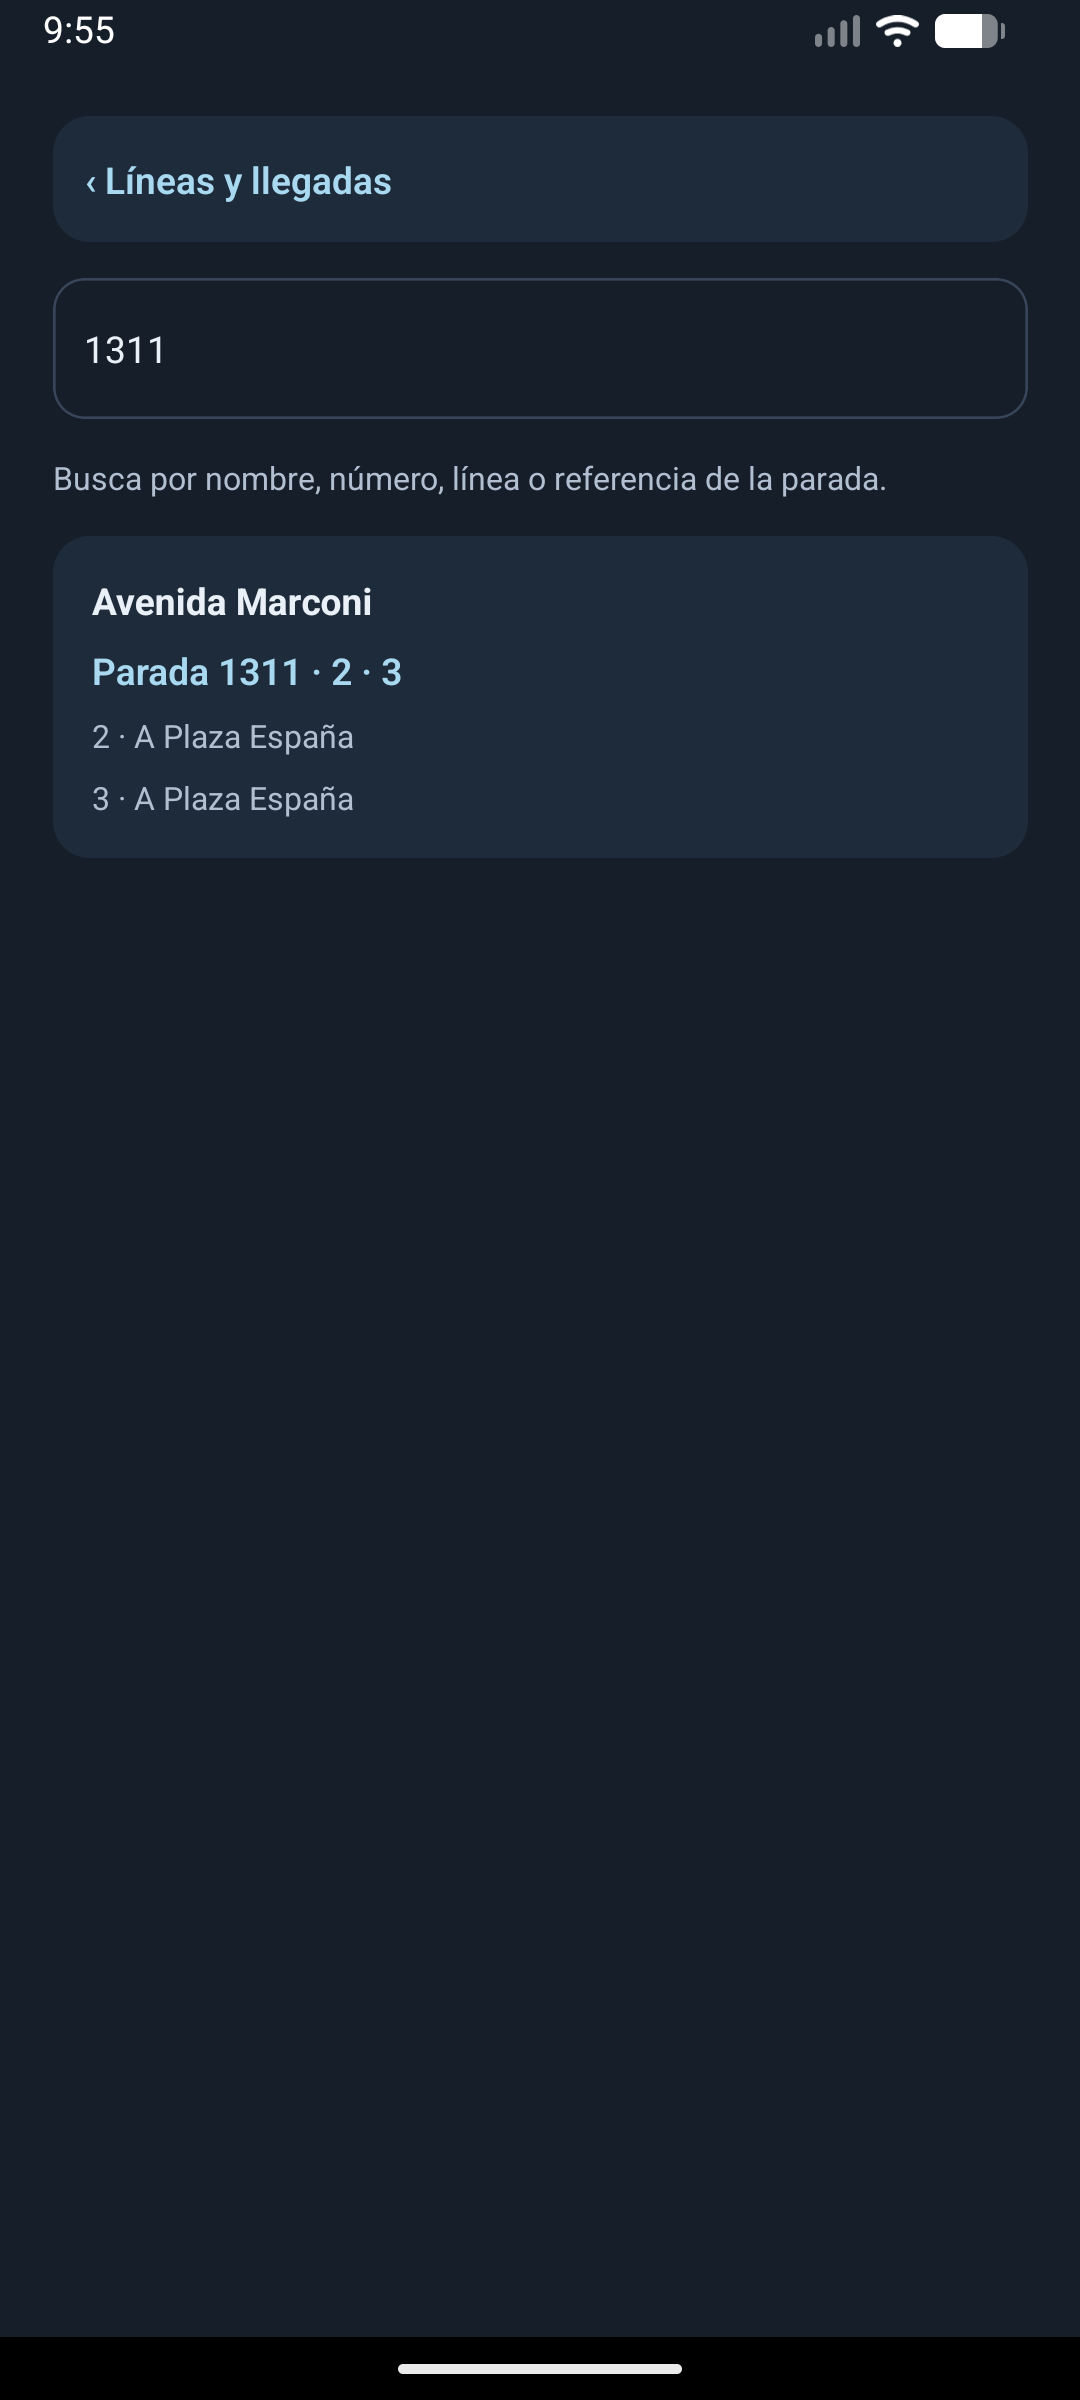 9:55
‹ Líneas y llegadas
1311
Busca por nombre, número, línea o referencia de la parada.
Avenida Marconi
Parada 1311 · 2 · 3
2 · A Plaza España
3 · A Plaza España